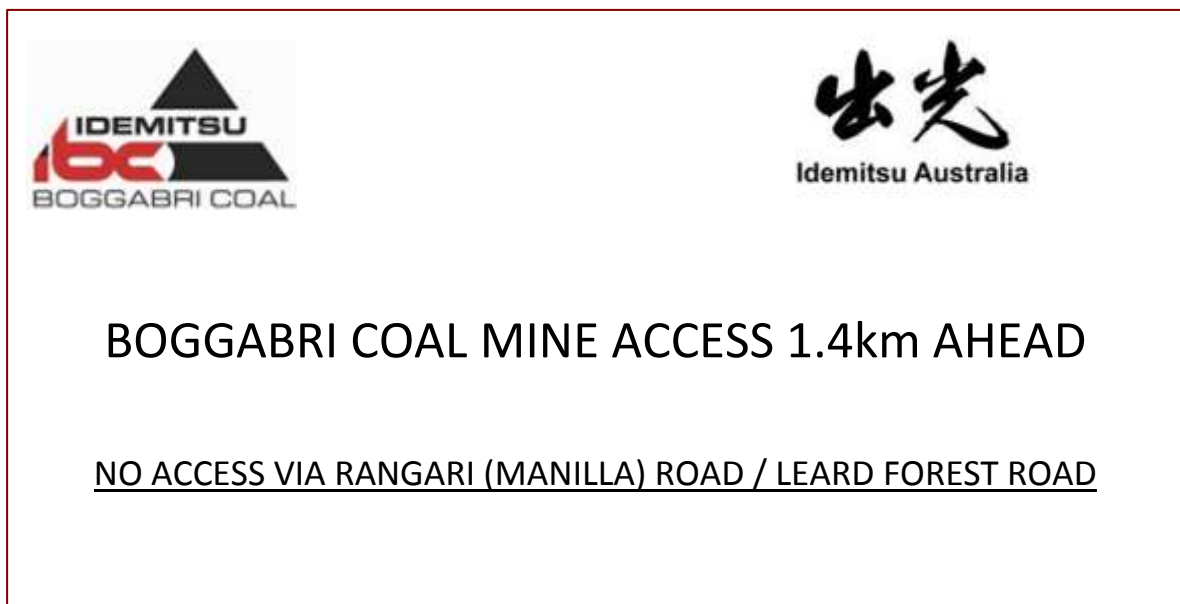 IDEMITSU
ibc
BOGGABRI COAL
出光
Idemitsu Australia
BOGGABRI COAL MINE ACCESS 1.4km AHEAD
NO ACCESS VIA RANGARI (MANILLA) ROAD / LEARD FOREST ROAD